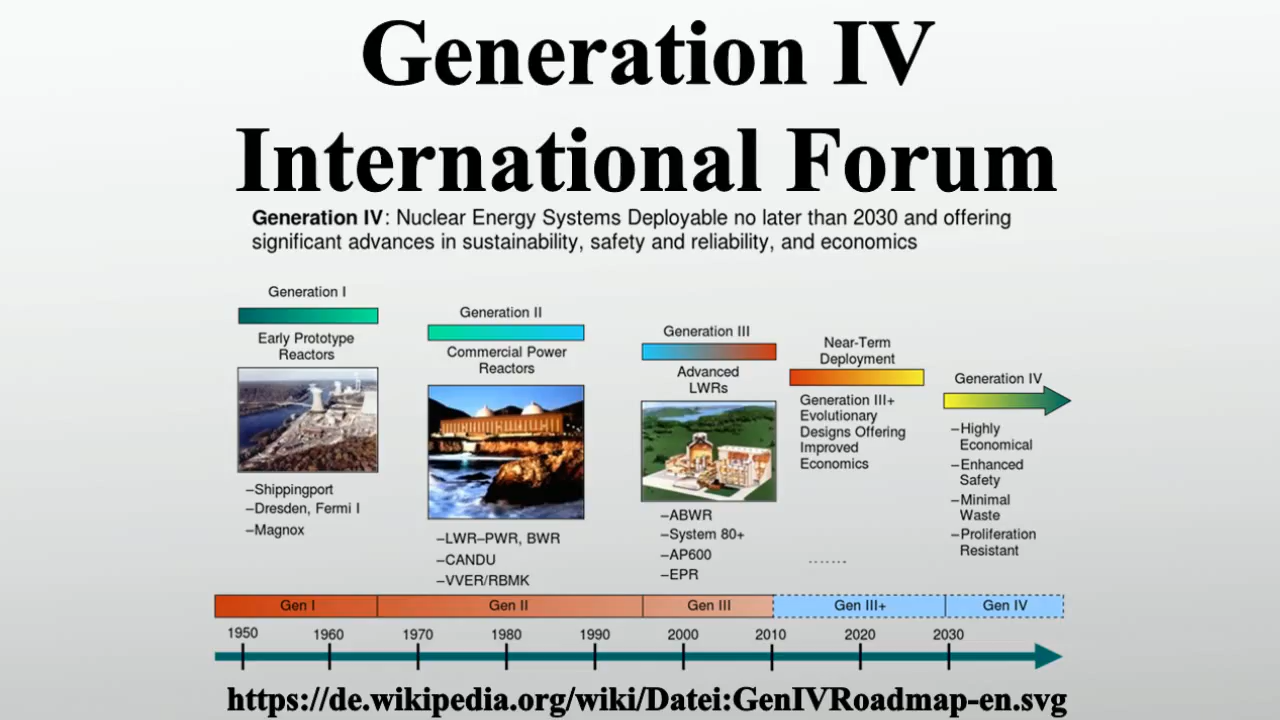 Generation IV
International Forum
Generation IV: Nuclear Energy Systems Deployable no later than 2030 and offering
significant advances in sustainability, safety and reliability, and economics
Generation I
Early Prototype
Reactors
–Shippingport
–Dresden, Fermi I
–Magnox
Generation II
Commercial Power
Reactors
–LWR–PWR, BWR
–CANDU
–VVER/RBMK
Generation III
Advanced
LWRs
–ABWR
–System 80+
–AP600
–EPR
Near-Term
Deployment
Generation III+
Evolutionary
Designs Offering
Improved
Economics
.......
Generation IV
–Highly
Economical
–Enhanced
Safety
–Minimal
Waste
–Proliferation
Resistant
Gen I Gen II Gen III Gen III+ Gen IV
1950 1960 1970 1980 1990 2000 2010 2020 2030
https://de.wikipedia.org/wiki/Datei:GenIVRoadmap-en.svg